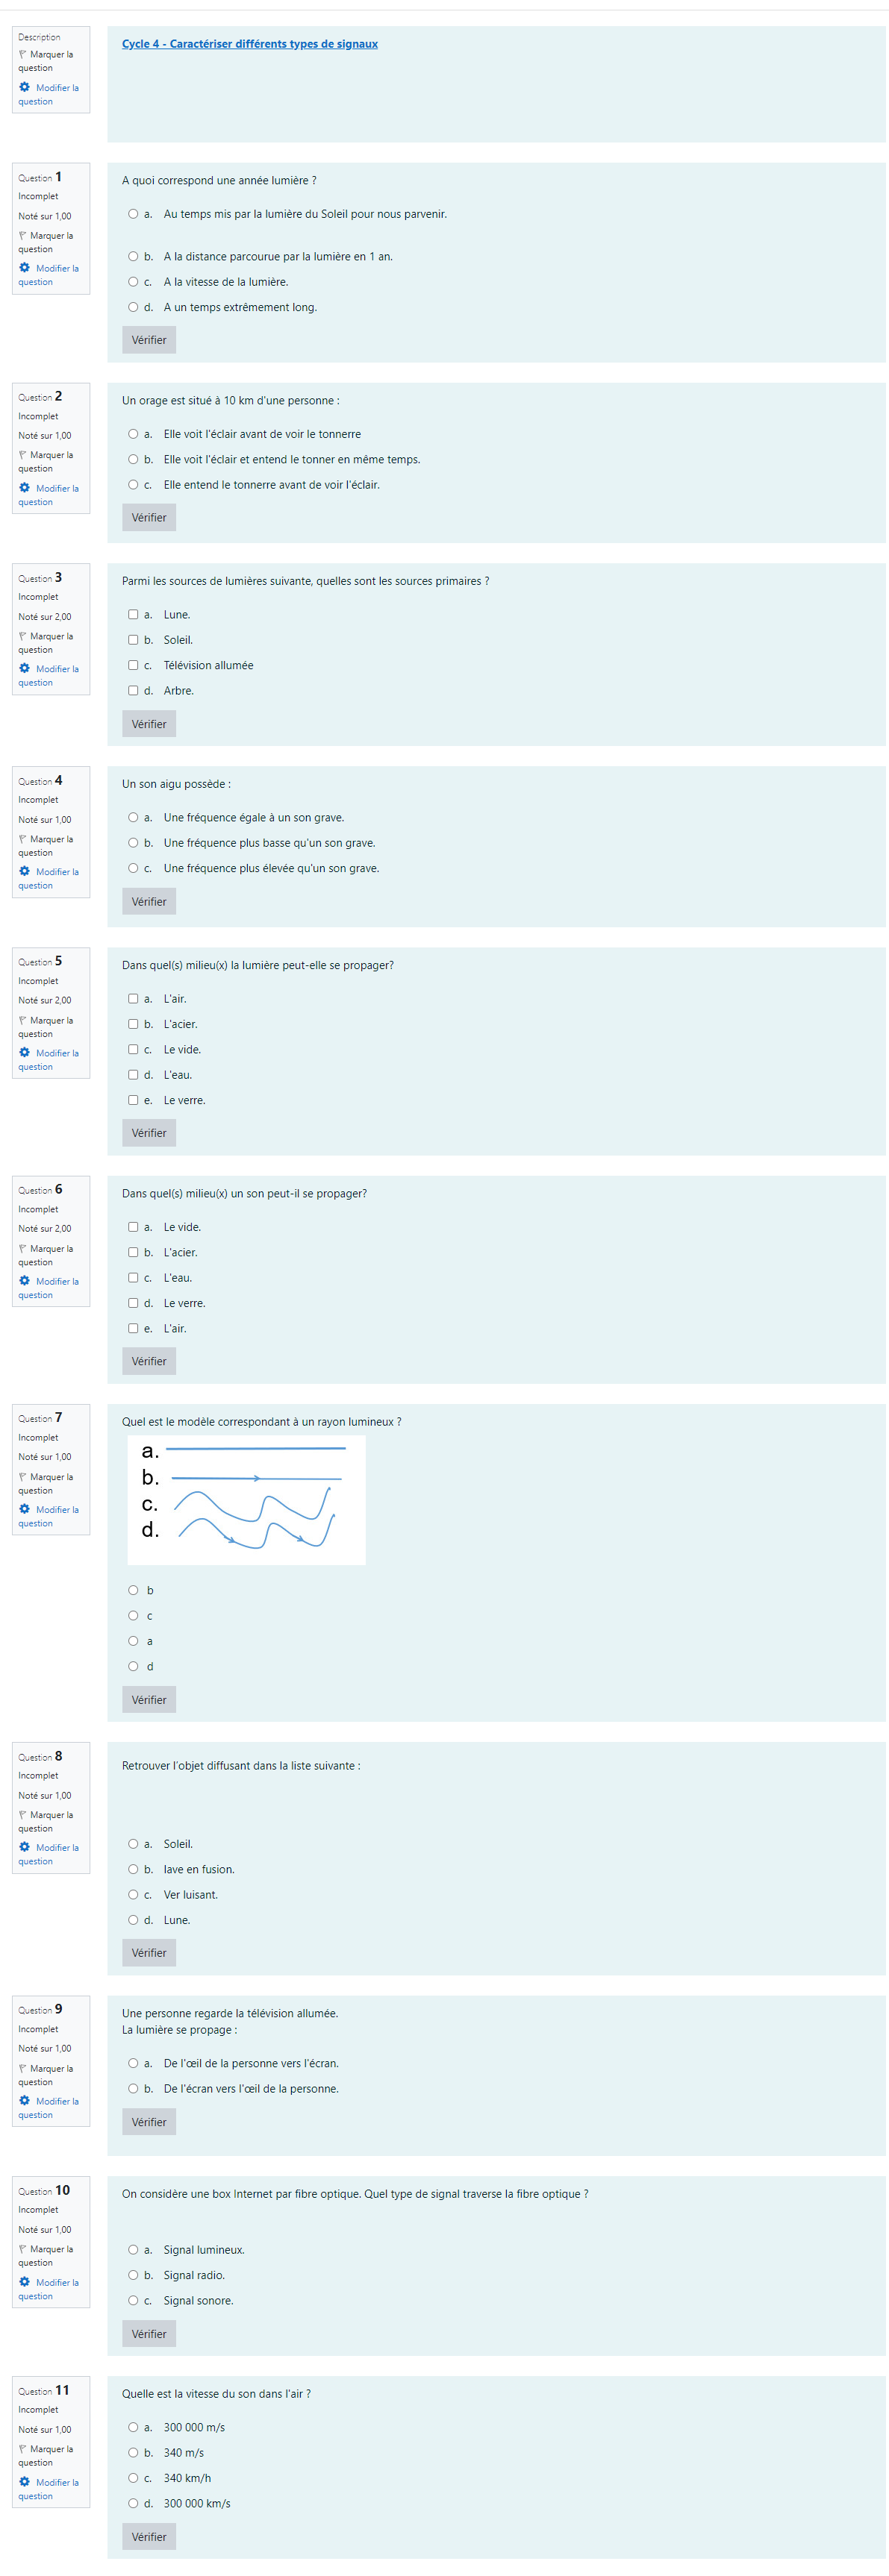 Description
Marquer la
question
Modifier la
question
Cycle 4 - Caractériser différents types de signaux
Question 1
Incomplet
Noté sur 1,00
Marquer la
question
Modifier la
question
A quoi correspond une année lumière ?
a. Au temps mis par la lumière du Soleil pour nous parvenir.
b. A la distance parcourue par la lumière en 1 an.
c. A la vitesse de la lumière.
d. A un temps extrêmement long.
Vérifier
Question 2
Incomplet
Noté sur 1,00
Marquer la
question
Modifier la
question
Un orage est situé à 10 km d'une personne :
a. Elle voit l'éclair avant de voir le tonnerre
b. Elle voit l'éclair et entend le tonner en même temps.
c. Elle entend le tonnerre avant de voir l'éclair.
Vérifier
Question 3
Incomplet
Noté sur 2,00
Marquer la
question
Modifier la
question
Parmi les sources de lumières suivante, quelles sont les sources primaires ?
a. Lune.
b. Soleil.
c. Télévision allumée
d. Arbre.
Vérifier
Question 4
Incomplet
Noté sur 1,00
Marquer la
question
Modifier la
question
Un son aigu possède :
a. Une fréquence égale à un son grave.
b. Une fréquence plus basse qu'un son grave.
c. Une fréquence plus élevée qu'un son grave.
Vérifier
Question 5
Incomplet
Noté sur 2,00
Marquer la
question
Modifier la
question
Dans quel(s) milieu(x) la lumière peut-elle se propager?
a. L'air.
b. L'acier.
c. Le vide.
d. L'eau.
e. Le verre.
Vérifier
Question 6
Incomplet
Noté sur 2,00
Marquer la
question
Modifier la
question
Dans quel(s) milieu(x) un son peut-il se propager?
a. Le vide.
b. L'acier.
c. L'eau.
d. Le verre.
e. L'air.
Vérifier
Question 7
Incomplet
Noté sur 1,00
Marquer la
question
Modifier la
question
Quel est le modèle correspondant à un rayon lumineux ?
a.
b.
c.
d.
b
c
a
d
Vérifier
Question 8
Incomplet
Noté sur 1,00
Marquer la
question
Modifier la
question
Retrouver l'objet diffusant dans la liste suivante :
a. Soleil.
b. lave en fusion.
c. Ver luisant.
d. Lune.
Vérifier
Question 9
Incomplet
Noté sur 1,00
Marquer la
question
Modifier la
question
Une personne regarde la télévision allumée.
La lumière se propage :
a. De l'œil de la personne vers l'écran.
b. De l'écran vers l'œil de la personne.
Vérifier
Question 10
Incomplet
Noté sur 1,00
Marquer la
question
Modifier la
question
On considère une box Internet par fibre optique. Quel type de signal traverse la fibre optique ?
a. Signal lumineux.
b. Signal radio.
c. Signal sonore.
Vérifier
Question 11
Incomplet
Noté sur 1,00
Marquer la
question
Modifier la
question
Quelle est la vitesse du son dans l'air ?
a. 300 000 m/s
b. 340 m/s
c. 340 km/h
d. 300 000 km/s
Vérifier